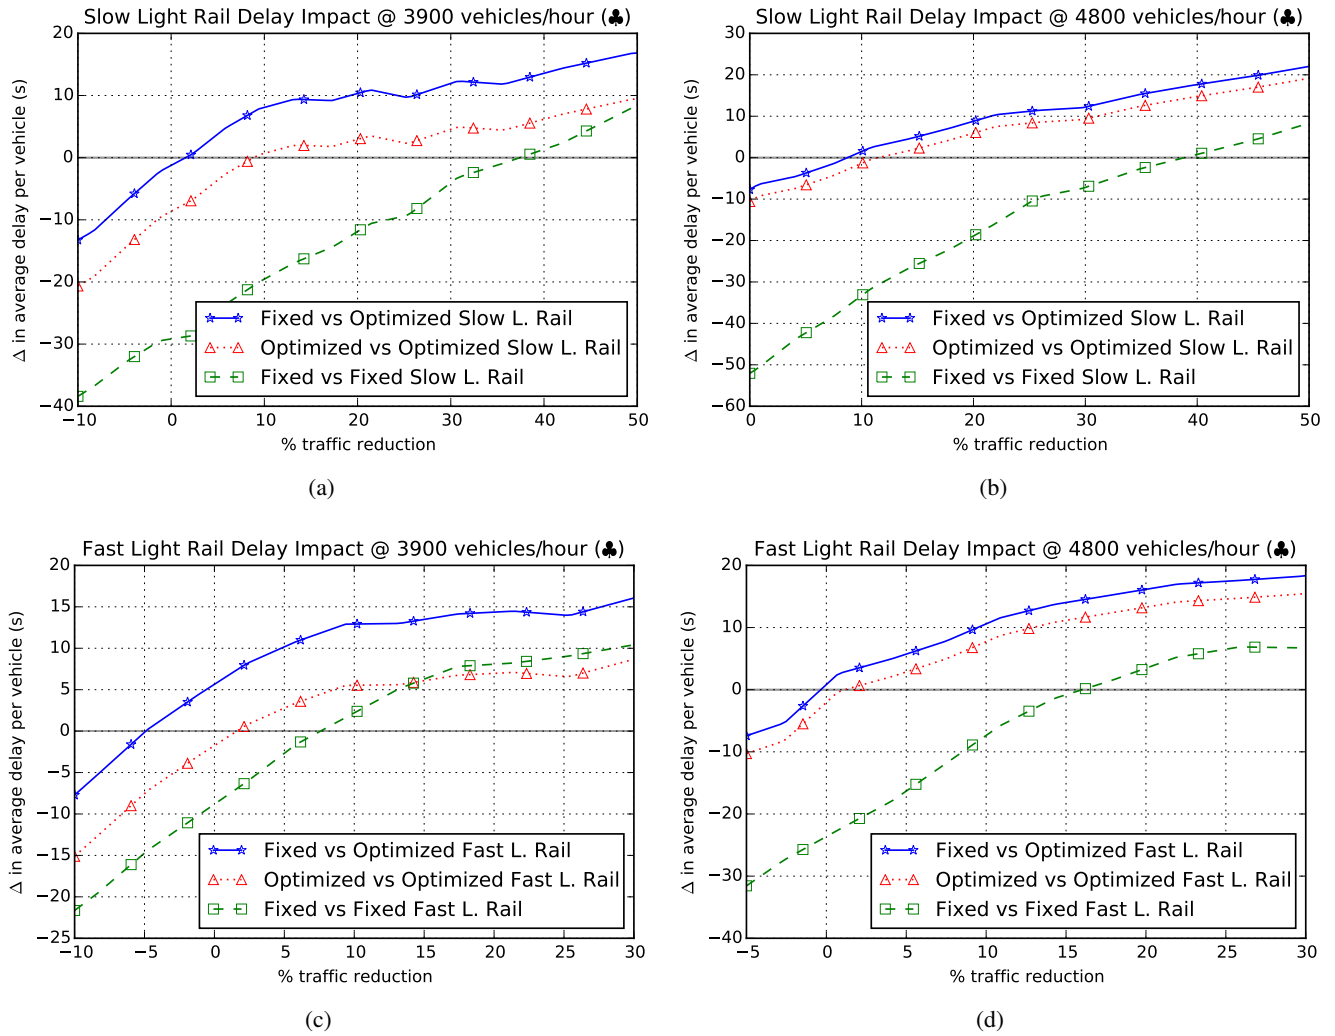 Slow Light Rail Delay Impact @ 3900 vehicles/hour (♣)
20
10
0
−10
−20
−30
−40
Δ in average delay per vehicle (s)
Fixed vs Optimized Slow L. Rail
Optimized vs Optimized Slow L. Rail
Fixed vs Fixed Slow L. Rail
−10 0 10 20 30 40 50
% traffic reduction
(a)
Slow Light Rail Delay Impact @ 4800 vehicles/hour (♣)
30
20
10
0
−10
−20
−30
−40
−50
−60
Δ in average delay per vehicle (s)
Fixed vs Optimized Slow L. Rail
Optimized vs Optimized Slow L. Rail
Fixed vs Fixed Slow L. Rail
0 10 20 30 40 50
% traffic reduction
(b)
Fast Light Rail Delay Impact @ 3900 vehicles/hour (♣)
20
15
10
5
0
−5
−10
−15
−20
−25
Δ in average delay per vehicle (s)
Fixed vs Optimized Fast L. Rail
Optimized vs Optimized Fast L. Rail
Fixed vs Fixed Fast L. Rail
−10 −5 0 5 10 15 20 25 30
% traffic reduction
(c)
Fast Light Rail Delay Impact @ 4800 vehicles/hour (♣)
20
10
0
−10
−20
−30
−40
Δ in average delay per vehicle (s)
Fixed vs Optimized Fast L. Rail
Optimized vs Optimized Fast L. Rail
Fixed vs Fixed Fast L. Rail
−5 0 5 10 15 20 25 30
% traffic reduction
(d)